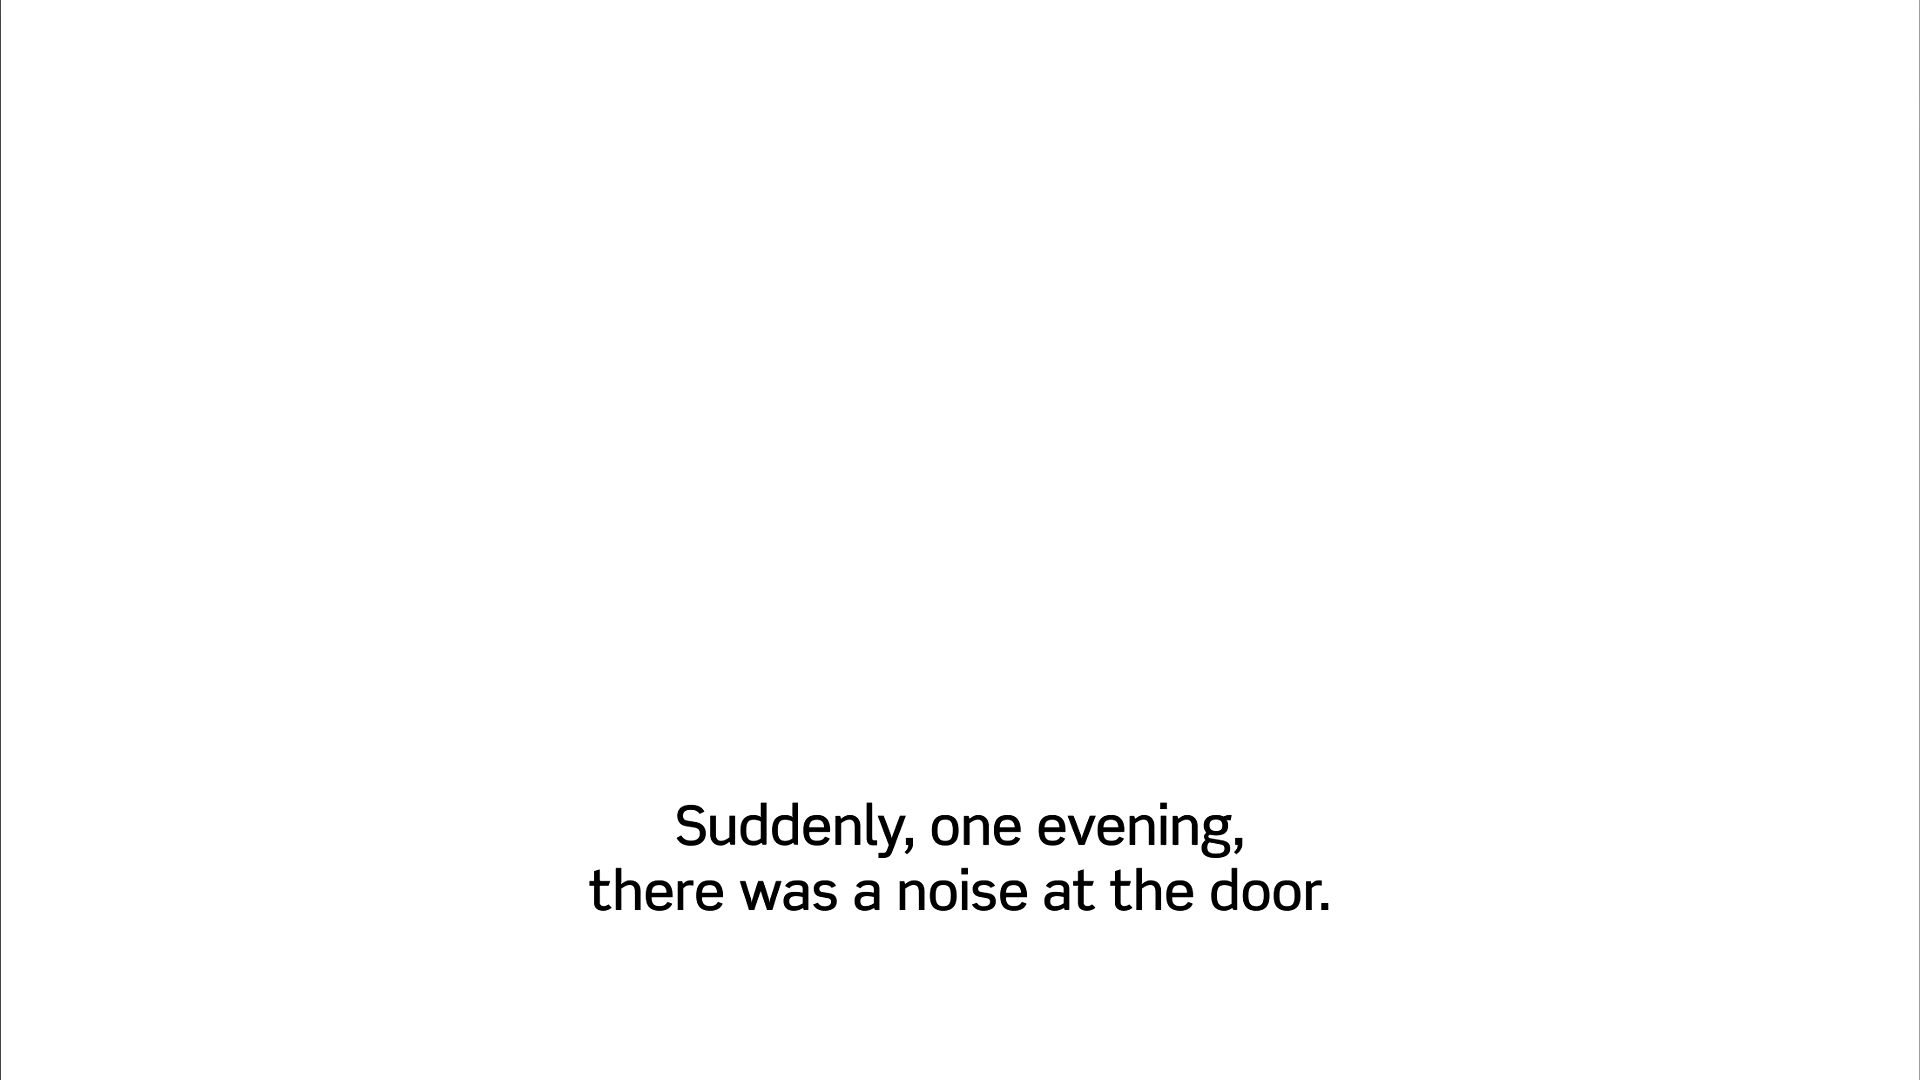 Suddenly, one evening,
there was a noise at the door.